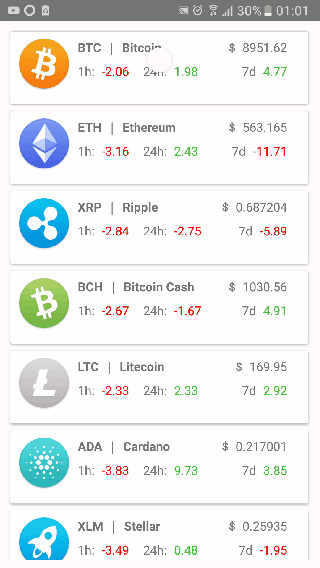 30% 01:01
BTC | Bitcoin $ 8951.62
1h: -2.06 24h: 1.98 7d 4.77
ETH | Ethereum $ 563.165
1h: -3.16 24h: 2.43 7d -11.71
XRP | Ripple $ 0.687204
1h: -2.84 24h: -2.75 7d -5.89
BCH | Bitcoin Cash $ 1030.56
1h: -2.67 24h: -1.67 7d 4.91
LTC | Litecoin $ 169.95
1h: -2.33 24h: 2.33 7d 2.92
ADA | Cardano $ 0.217001
1h: -3.83 24h: 9.73 7d 3.85
XLM | Stellar $ 0.25935
1h: -3.49 24h: 0.48 7d -1.95